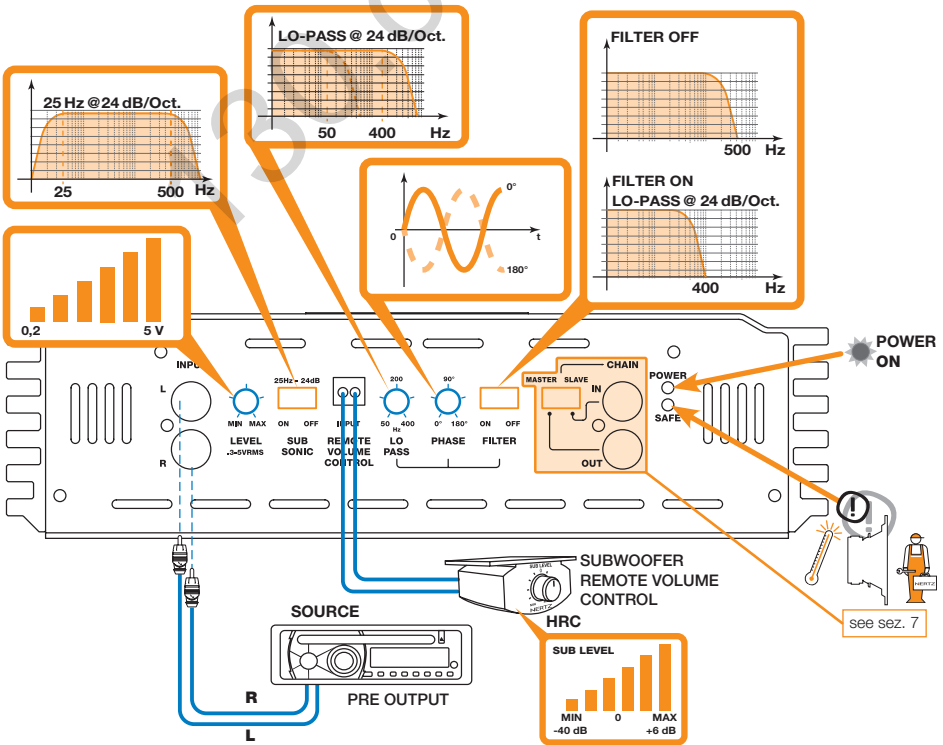 LO-PASS @ 24 dB/Oct.
50 400 Hz
25 Hz @24 dB/Oct.
25 500 Hz
FILTER OFF
500 Hz
FILTER ON
LO-PASS @ 24 dB/Oct.
400 Hz
0°
0 t
180°
0,2 5 V
INPUT
L
R
MIN MAX
LEVEL
.3-5VRMS
25Hz - 24dB
ON OFF
SUB
SONIC
INPUT
REMOTE
VOLUME
CONTROL
200
50 400
Hz
LO
PASS
90°
0° 180°
PHASE
ON OFF
FILTER
CHAIN
MASTER SLAVE
IN
OUT
POWER
SAFE
POWER
ON
!
!
HERTZ
see sez. 7
SUB LEVEL
HERTZ
SUBWOOFER
REMOTE VOLUME
CONTROL
HRC
SUB LEVEL
MIN 0 MAX
-40 dB +6 dB
SOURCE
PRE OUTPUT
R
L